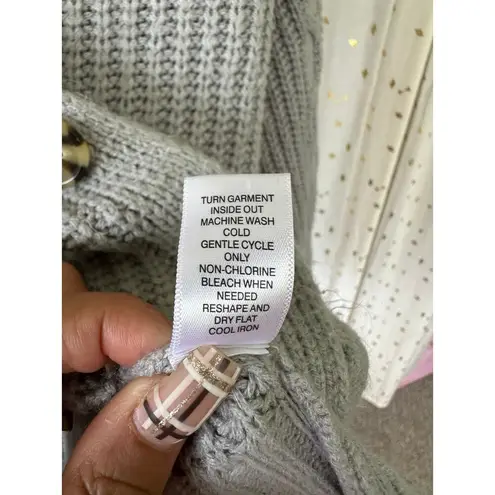 TURN GARMENT
INSIDE OUT
MACHINE WASH
COLD
GENTLE CYCLE
ONLY
NON-CHLORINE
BLEACH WHEN
NEEDED
RESHAPE AND
DRY FLAT
COOL IRON